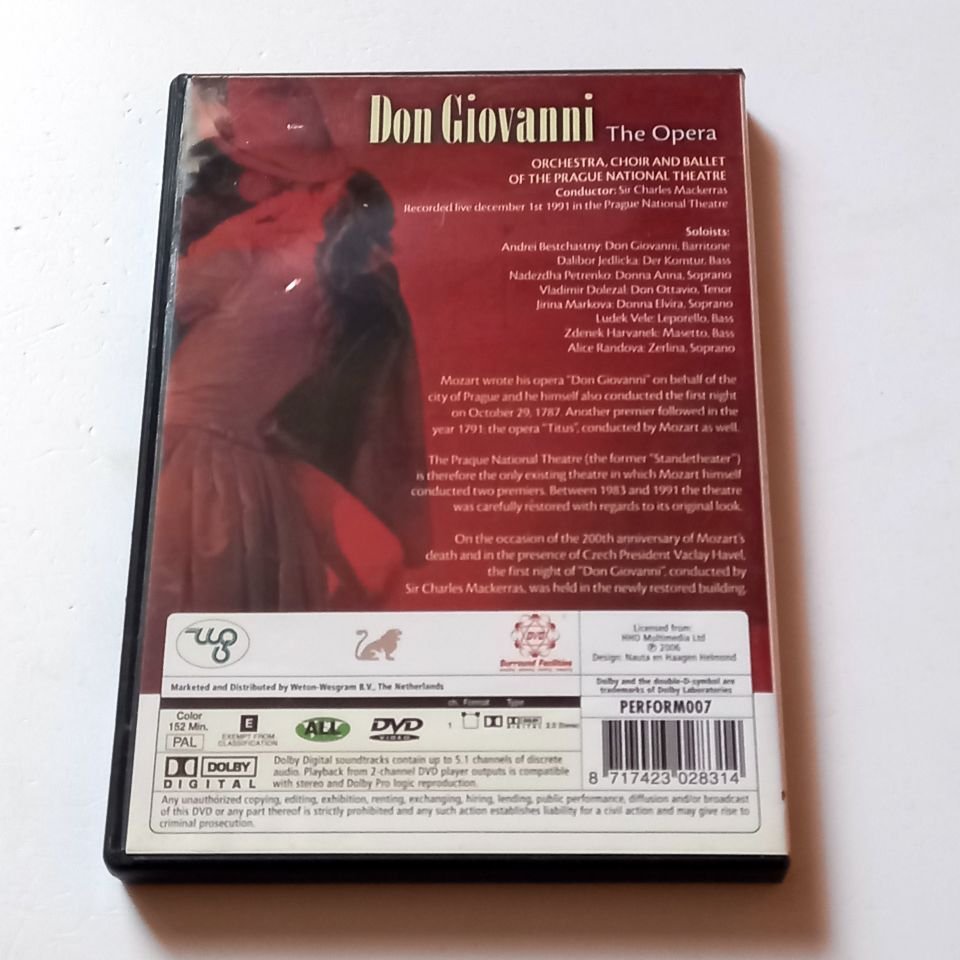 Don Giovanni The Opera
ORCHESTRA, CHOIR AND BALLET
OF THE PRAGUE NATIONAL THEATRE
Conductor: Sir Charles Mackerras
Recorded live december 1st 1991 in the Prague National Theatre
Soloists:
Andrei Bestchastny: Don Giovanni, Barritone
Dalibor Jedlicka: Der Komtur, Bass
Nadezdha Petrenko: Donna Anna, Soprano
Vladimir Dolezal: Don Ottavio, Tenor
Jirina Markova: Donna Elvira, Soprano
Ludek Vele: Leporello, Bass
Zdenek Harvanek: Masetto, Bass
Alice Randova: Zerlina, Soprano
Mozart wrote his opera "Don Giovanni" on behalf of the
city of Prague and he himself also conducted the first night
on October 29, 1787. Another premier followed in the
year 1791: the opera "Titus", conducted by Mozart as well.
The Prague National Theatre (the former "Standetheater")
is therefore the only existing theatre in which Mozart himself
conducted two premiers. Between 1983 and 1991 the theatre
was carefully restored with regards to its original look.
On the occasion of the 200th anniversary of Mozart's
death and in the presence of Czech President Vaclay Havel,
the first night of "Don Giovanni", conducted by
Sir Charles Mackerras, was held in the newly restored building.
wg
DVD
Surround Facilities
Licensed from:
HHO Multimedia Ltd
℗ 2006
Design: Nauta en Haagen Helmond
Marketed and Distributed by Weton-Wesgram B.V., The Netherlands
Dolby and the double-D-symbol are
trademarks of Dolby Laboratories
PERFORM007
Color
152 Min.
PAL
E
EXEMPT FROM
CLASSIFICATION
ALL
DVD
VIDEO
ch. Format Type
1 2.0 Stereo
DOLBY
DIGITAL
Dolby Digital soundtracks contain up to 5.1 channels of discrete
audio. Playback from 2-channel DVD player outputs is compatible
with stereo and Dolby Pro logic reproduction.
8 717423 028314
Any unauthorized copying, editing, exhibition, renting, exchanging, hiring, lending, public performance, diffusion and/or broadcast
of this DVD or any part thereof is strictly prohibited and any such action establishes liability for a civil action and may give rise to
criminal prosecution.